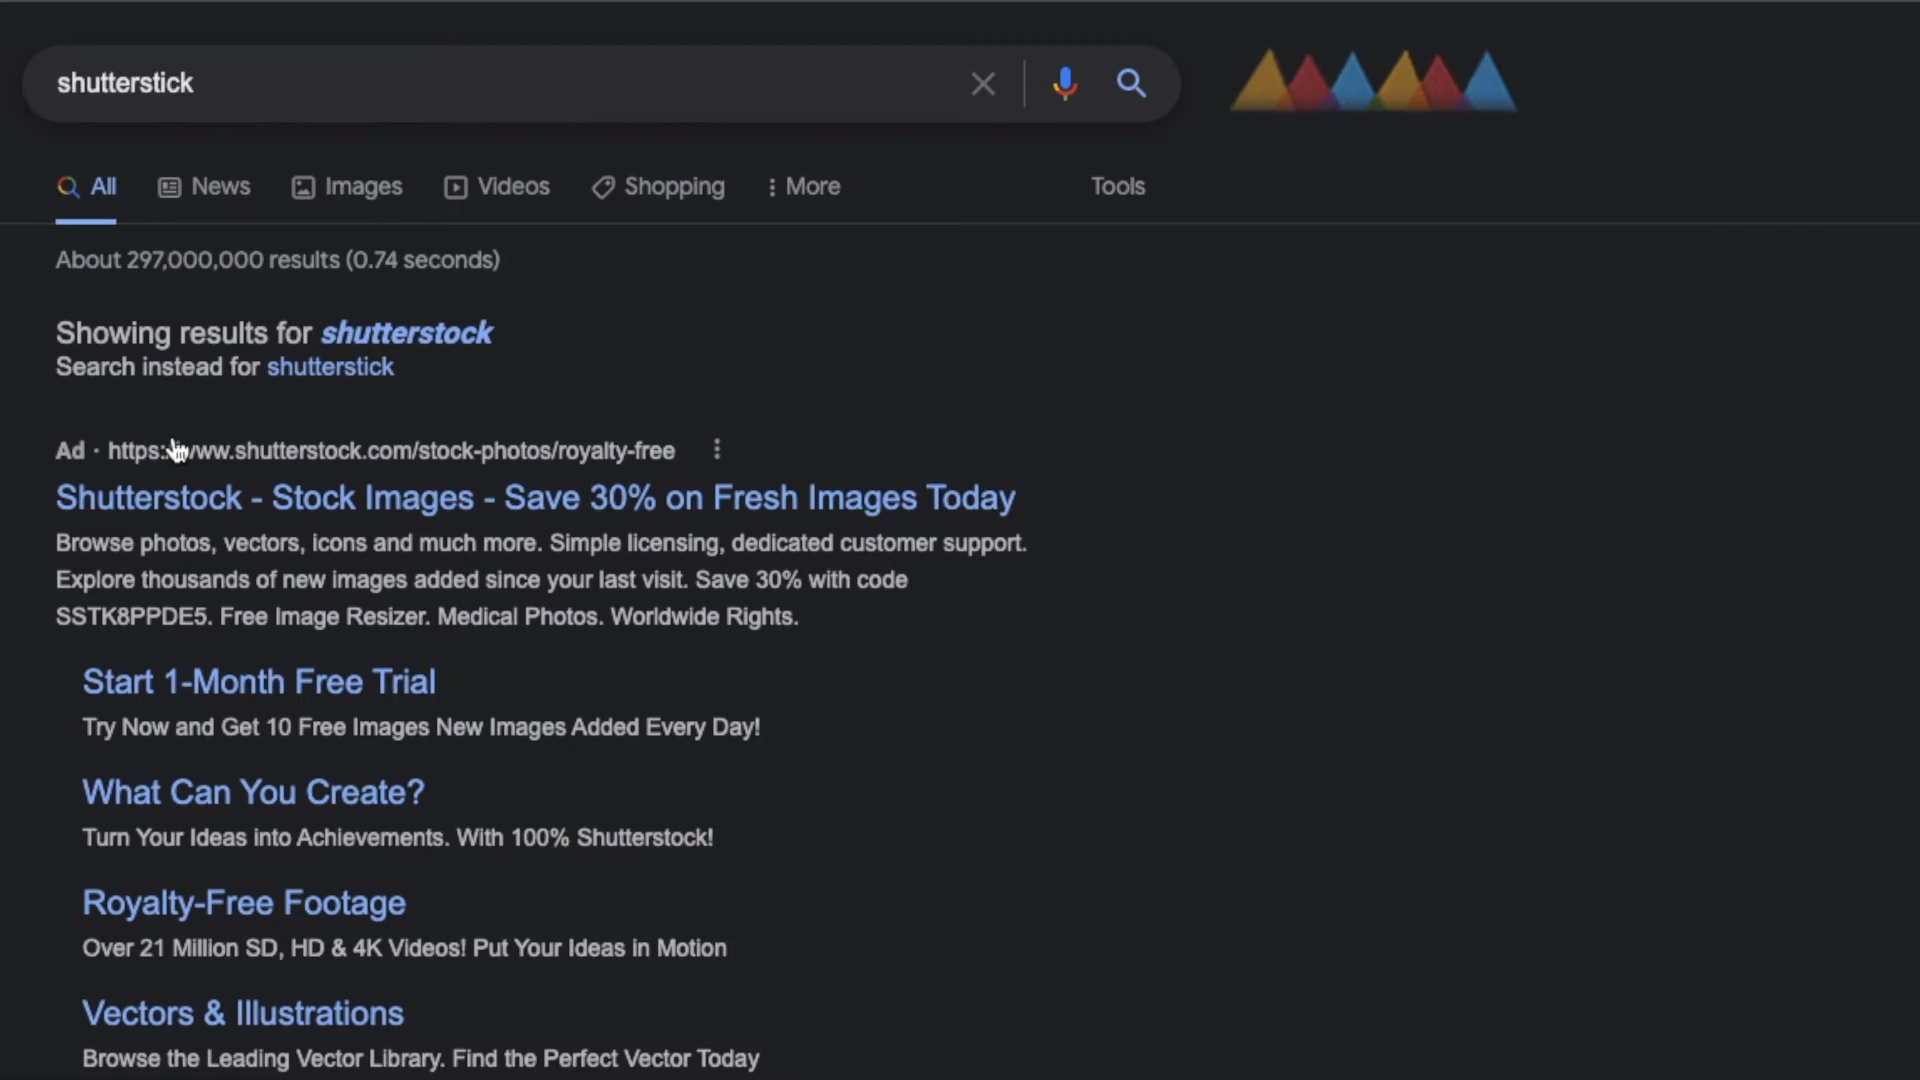 shutterstick
All News Images Videos Shopping More Tools
About 297,000,000 results (0.74 seconds)
Showing results for shutterstock
Search instead for shutterstick
Ad · https://www.shutterstock.com/stock-photos/royalty-free
Shutterstock - Stock Images - Save 30% on Fresh Images Today
Browse photos, vectors, icons and much more. Simple licensing, dedicated customer support.
Explore thousands of new images added since your last visit. Save 30% with code
SSTK8PPDE5. Free Image Resizer. Medical Photos. Worldwide Rights.
Start 1-Month Free Trial
Try Now and Get 10 Free Images New Images Added Every Day!
What Can You Create?
Turn Your Ideas into Achievements. With 100% Shutterstock!
Royalty-Free Footage
Over 21 Million SD, HD & 4K Videos! Put Your Ideas in Motion
Vectors & Illustrations
Browse the Leading Vector Library. Find the Perfect Vector Today